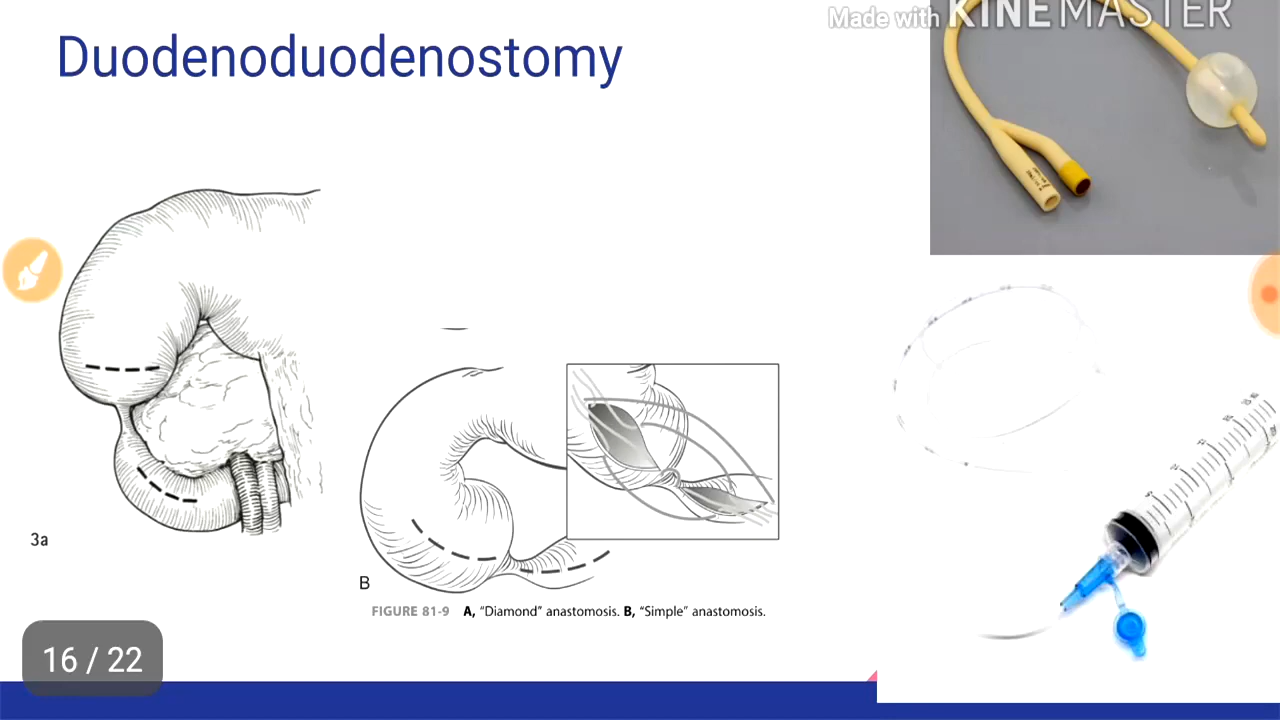 Made with KINEMASTER
Duodenoduodenostomy
3a
B
FIGURE 81-9 A, “Diamond” anastomosis. B, “Simple” anastomosis.
16 / 22